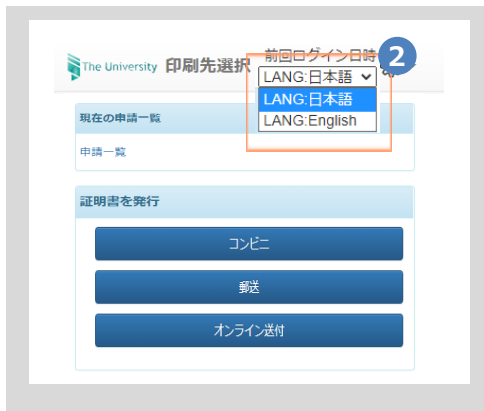 前回ログイン日時
2
The University 印刷先選択
LANG:日本語
LANG:日本語
LANG:English
現在の申請一覧
申請一覧
証明書を発行
コンビニ
郵送
オンライン送付